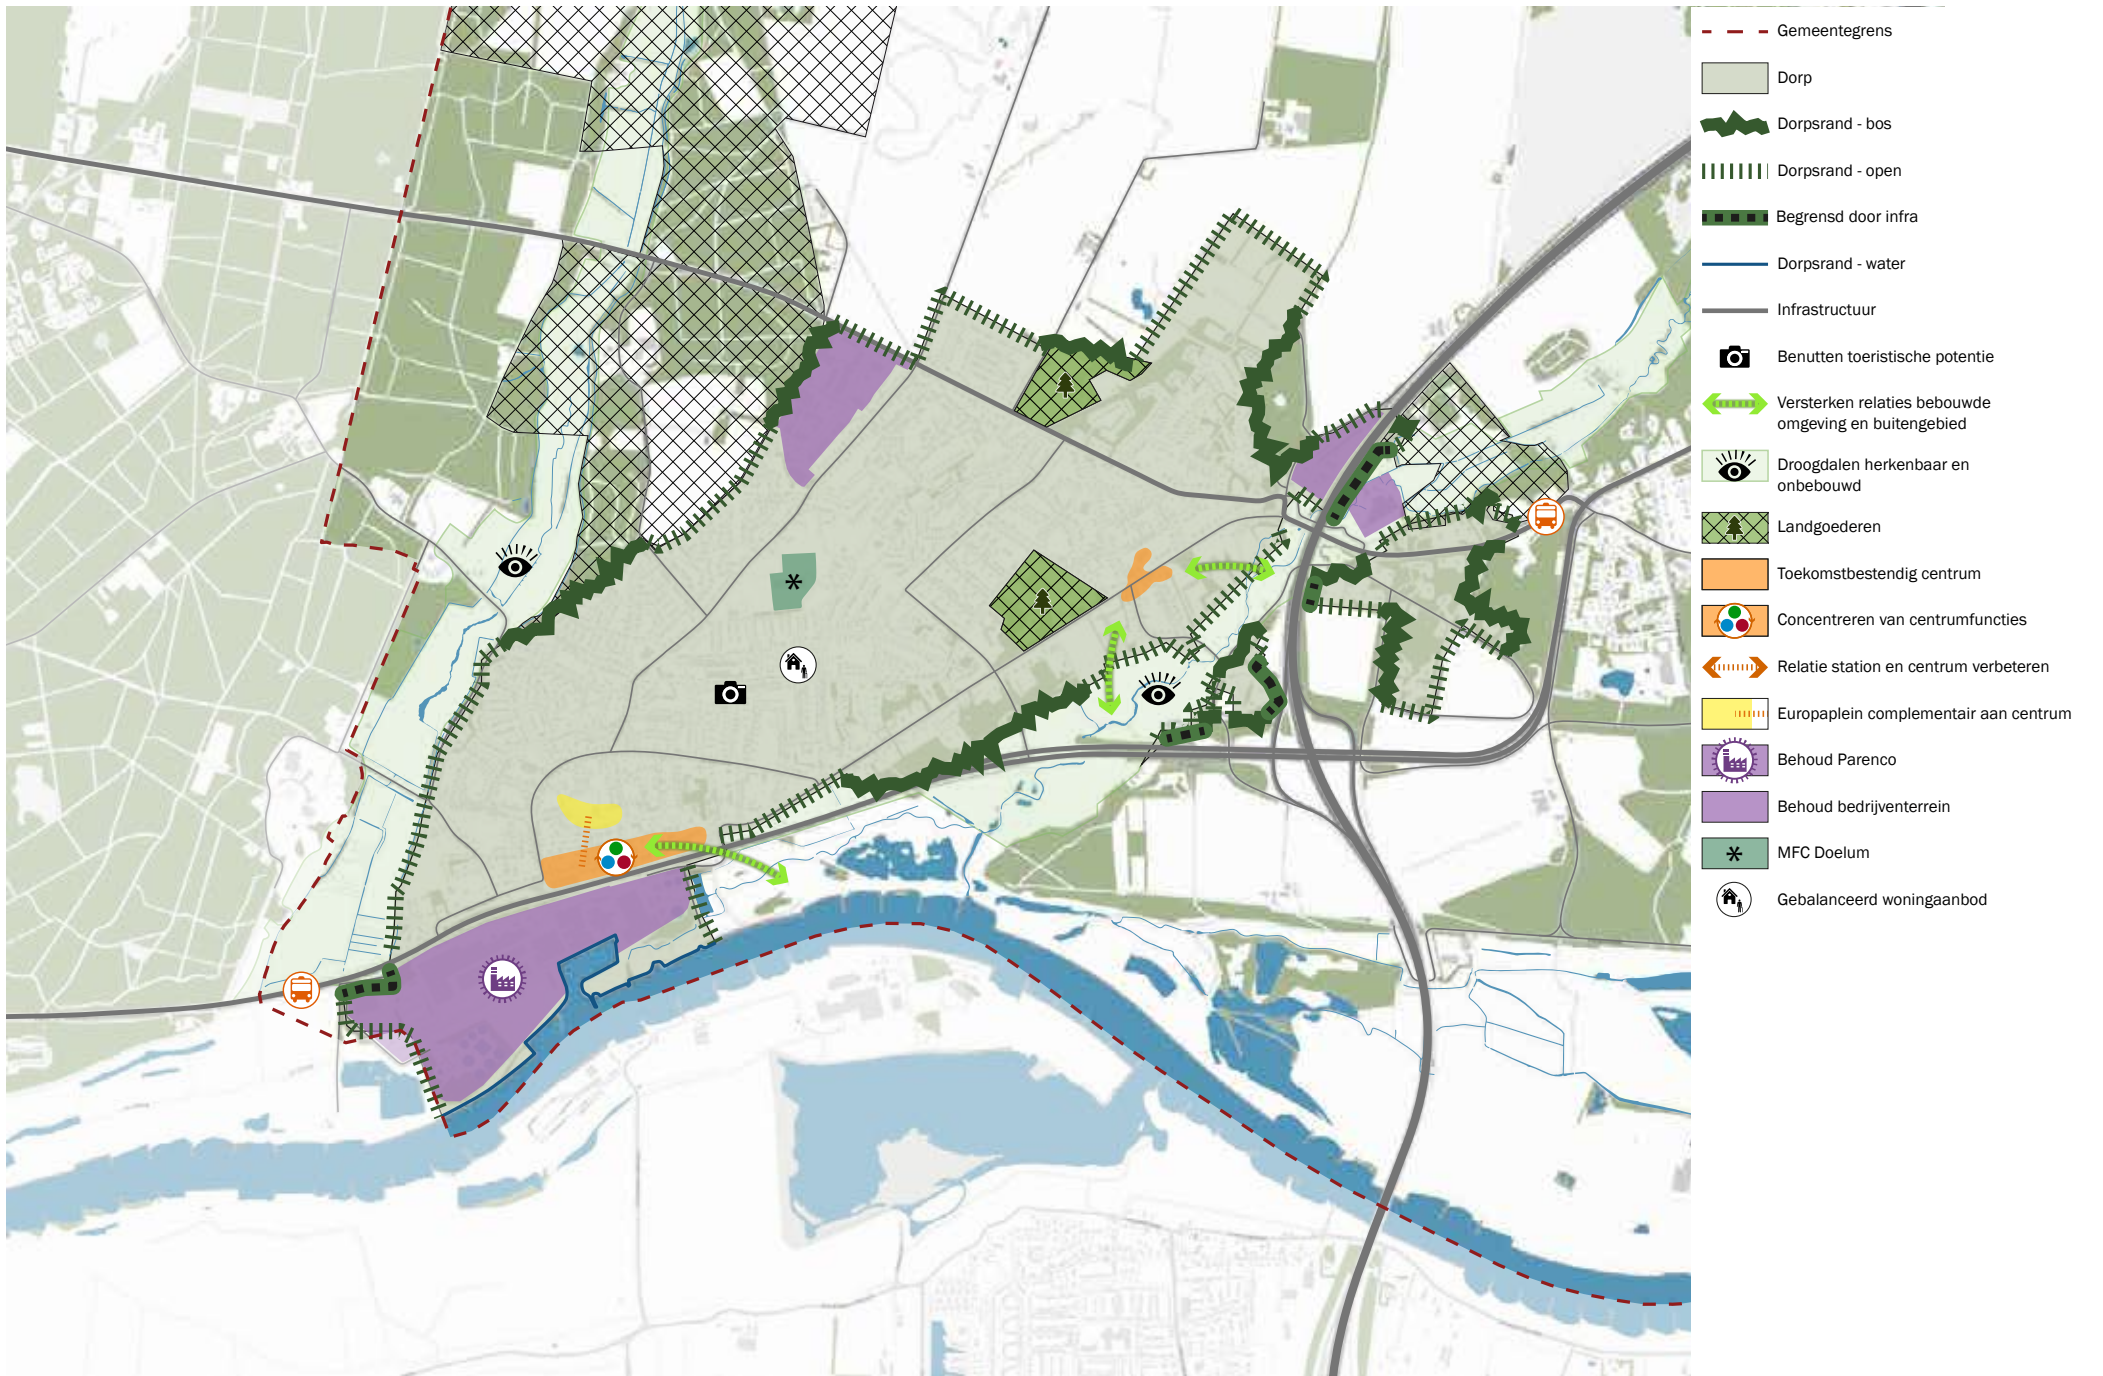 Gemeentegrens
Dorp
Dorpsrand - bos
Dorpsrand - open
Begrensd door infra
Dorpsrand - water
Infrastructuur
Benutten toeristische potentie
Versterken relaties bebouwde
omgeving en buitengebied
Droogdalen herkenbaar en
onbebouwd
Landgoederen
Toekomstbestendig centrum
Concentreren van centrumfuncties
Relatie station en centrum verbeteren
Europaplein complementair aan centrum
Behoud Parenco
Behoud bedrijventerrein
MFC Doelum
Gebalanceerd woningaanbod